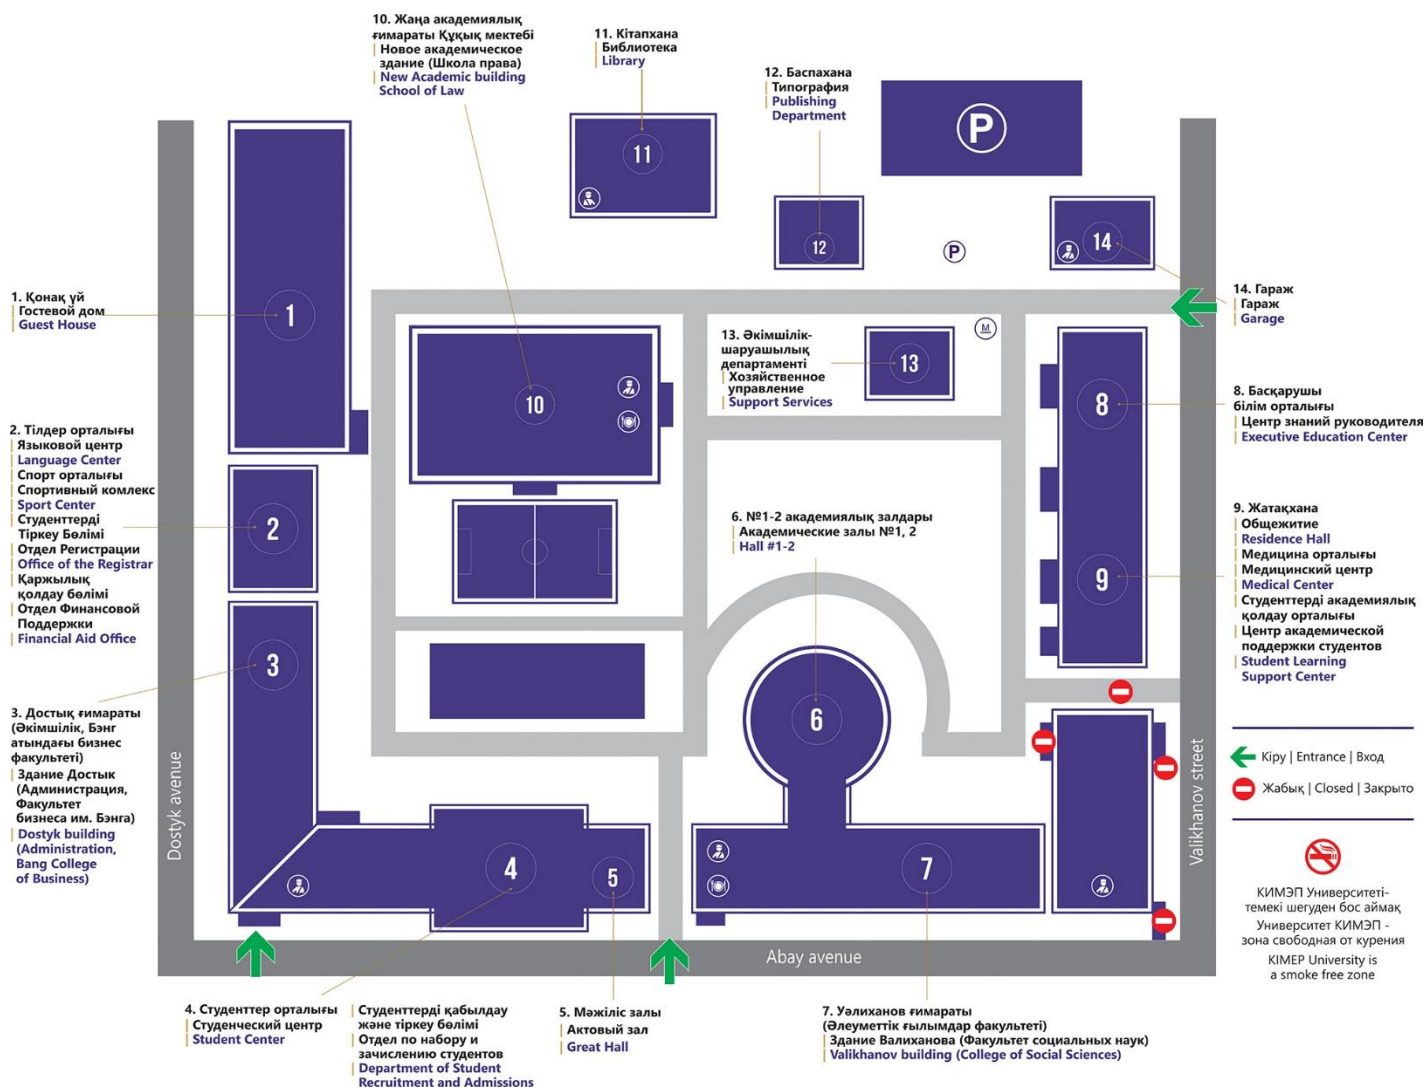 10. Жаңа академиялық
ғимараты Құқық мектебі
Новое академическое
здание (Школа права)
New Academic building
School of Law
11. Кітапхана
Библиотека
Library
12. Баспахана
Типография
Publishing
Department
P
11
12
P
14
1. Қонақ үй
Гостевой дом
Guest House
1
14. Гараж
Гараж
Garage
M
13. Әкімшілік-
шаруашылық
департаменті
Хозяйственное
управление
Support Services
13
10
8
8. Басқарушы
білім орталығы
Центр знаний руководителя
Executive Education Center
2. Тілдер орталығы
Языковой центр
Language Center
Спорт орталығы
Спортивный комлекс
Sport Center
Студенттерді
Тіркеу Бөлімі
Отдел Регистрации
Office of the Registrar
Қаржылық
қолдау бөлімі
Отдел Финансовой
Поддержки
Financial Aid Office
2
6. №1-2 академиялық залдары
Академические залы №1, 2
Hall #1-2
9
9. Жатақхана
Общежитие
Residence Hall
Медицина орталығы
Медицинский центр
Medical Center
Студенттерді академиялық
қолдау орталығы
Центр академической
поддержки студентов
Student Learning
Support Center
3
6
3. Достық ғимараты
(Әкімшілік, Бэнг
атындағы бизнес
факультеті)
Здание Достык
(Администрация,
Факультет
бизнеса им. Бэнга)
Dostyk building
(Administration,
Bang College
of Business)
Dostyk avenue
Valikhanov street
Кіру | Entrance | Вход
Жабық | Closed | Закрыто
4
5
7
КИМЭП Университеті-
темекі шегуден бос аймақ
Университет КИМЭП -
зона свободная от курения
KIMEP University is
a smoke free zone
Abay avenue
4. Студенттер орталығы
Студенческий центр
Student Center
Студенттерді қабылдау
және тіркеу бөлімі
Отдел по набору и
зачислению студентов
Department of Student
Recruitment and Admissions
5. Мәжіліс залы
Актовый зал
Great Hall
7. Уәлиханов ғимараты
(Әлеуметтік ғылымдар факультеті)
Здание Валиханова (Факультет социальных наук)
Valikhanov building (College of Social Sciences)